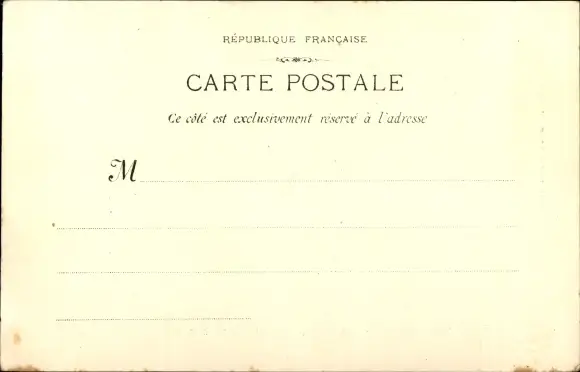 RÉPUBLIQUE FRANÇAISE
CARTE POSTALE
Ce côté est exclusivement réservé à l'adresse
M